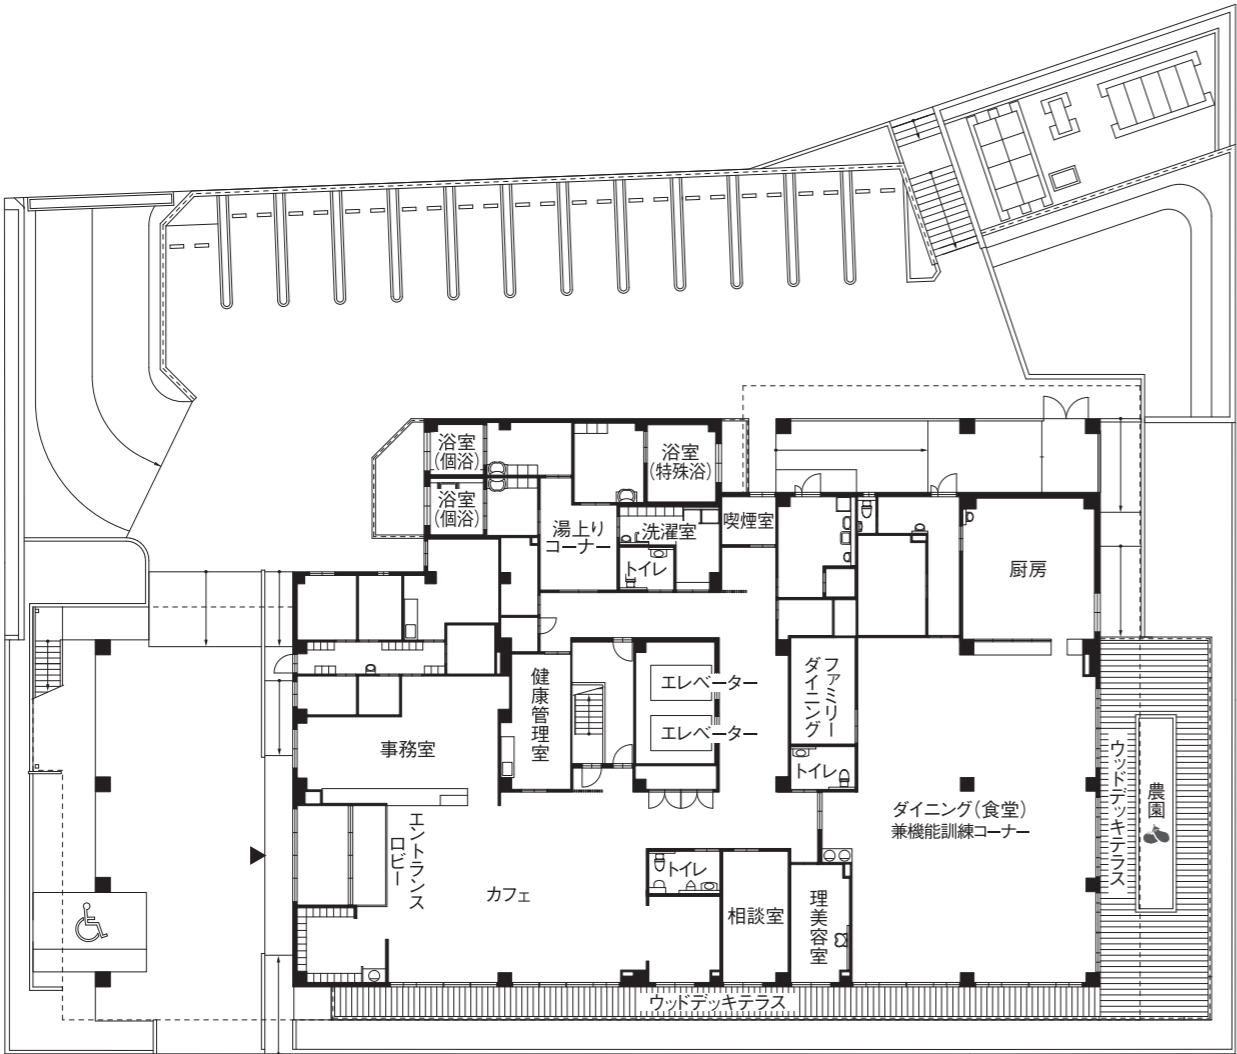 浴室
(個浴)
浴室
(特殊浴)
浴室
(個浴)
湯上り
コーナー
洗濯室
喫煙室
トイレ
厨房
健康管理室
エレベーター
エレベーター
ファミリー
ダイニング
事務室
トイレ
ウッドデッキテラス
農園
ダイニング(食堂)
兼機能訓練コーナー
エントランス
ロビー
カフェ
トイレ
相談室
理美容室
ウッドデッキテラス